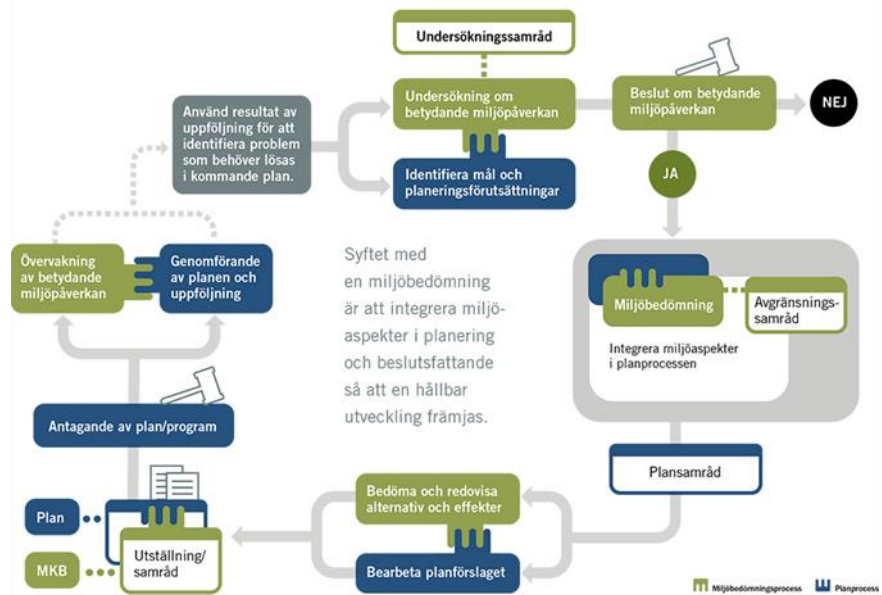 Undersökningssamråd
Undersökning om
betydande miljöpåverkan
Beslut om betydande
miljöpåverkan
NEJ
Använd resultat av
uppföljning för att
identifiera problem
som behöver lösas
i kommande plan.
Identifiera mål och
planeringsförutsättningar
JA
Övervakning
av betydande
miljöpåverkan
Genomförande
av planen och
uppföljning
Syftet med
en miljöbedömning
är att integrera miljö-
aspekter i planering
och beslutsfattande
så att en hållbar
utveckling främjas.
Miljöbedömning
Avgränsnings-
samråd
Integrera miljöaspekter
i planprocessen
Antagande av plan/program
Plansamråd
Bedöma och redovisa
alternativ och effekter
Plan
MKB
Utställning/
samråd
Bearbeta planförslaget
Miljöbedömningsprocess
Planprocess